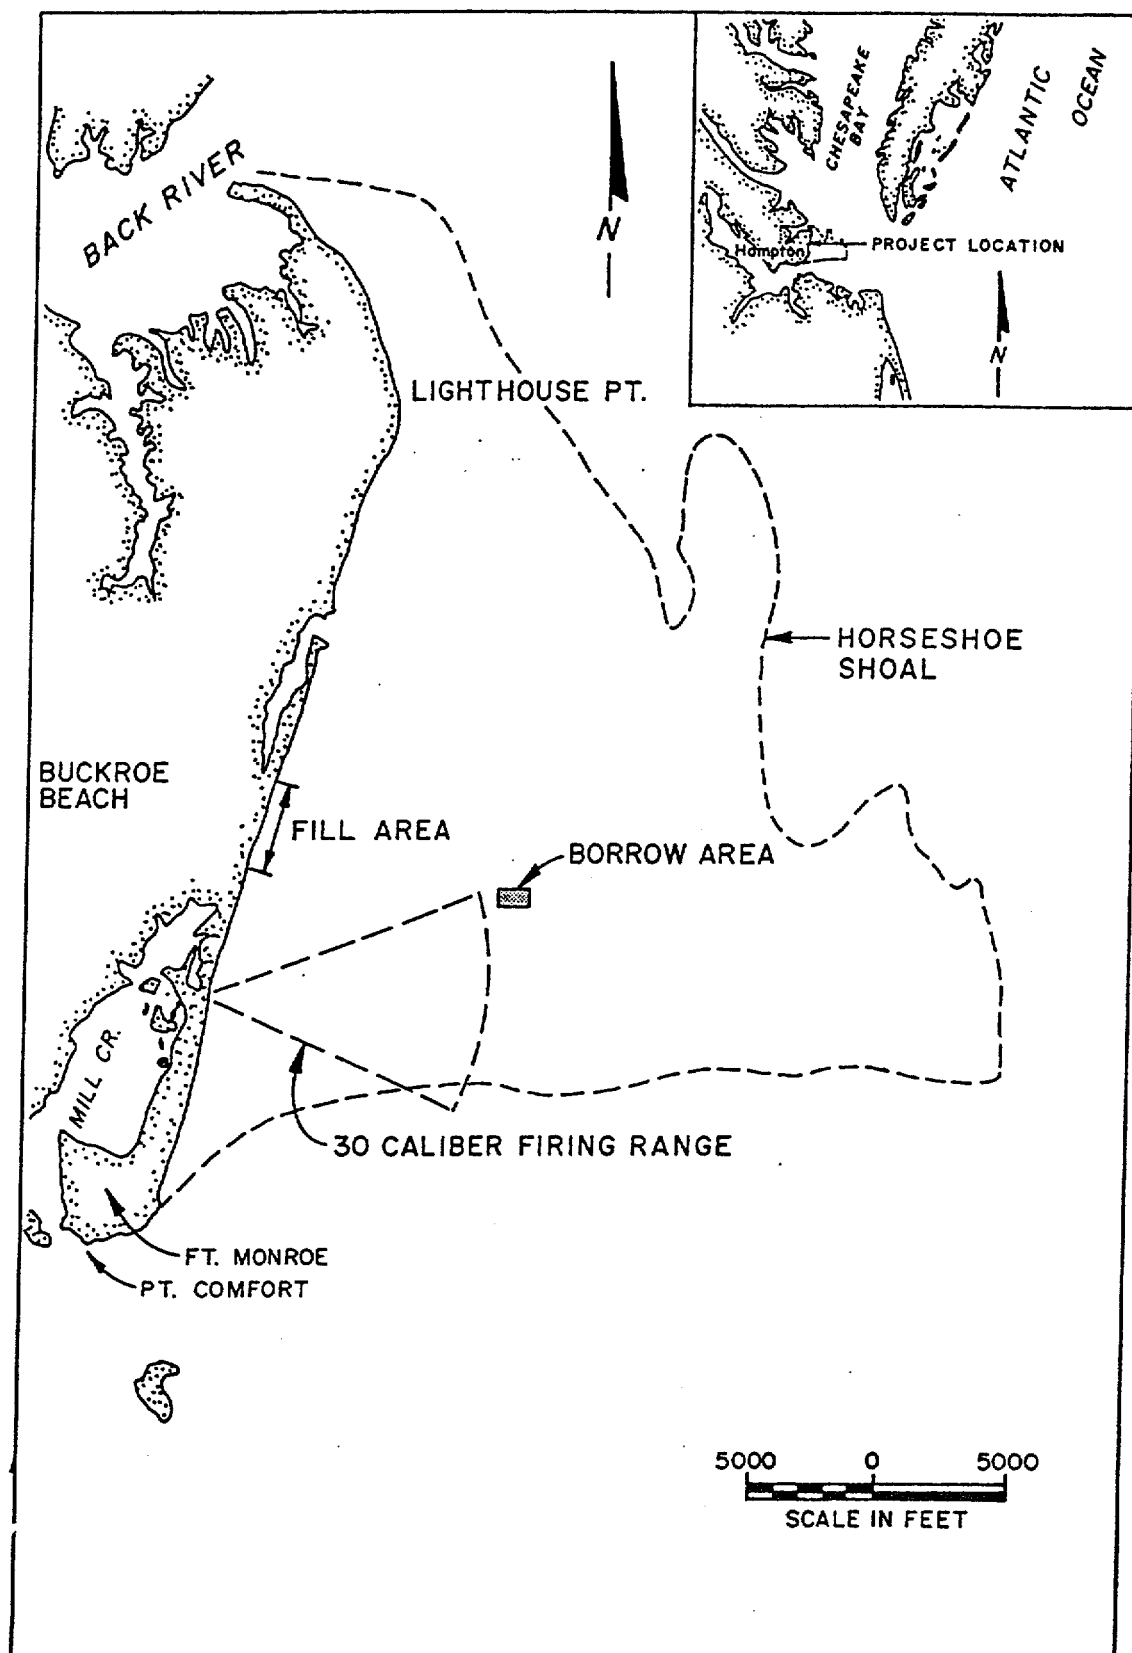 CHESAPEAKE
BAY
ATLANTIC
OCEAN
Hampton
PROJECT LOCATION
N
BACK RIVER
N
LIGHTHOUSE PT.
HORSESHOE
SHOAL
BUCKROE
BEACH
FILL AREA
BORROW AREA
MILL CR.
30 CALIBER FIRING RANGE
FT. MONROE
PT. COMFORT
5000 0 5000
SCALE IN FEET